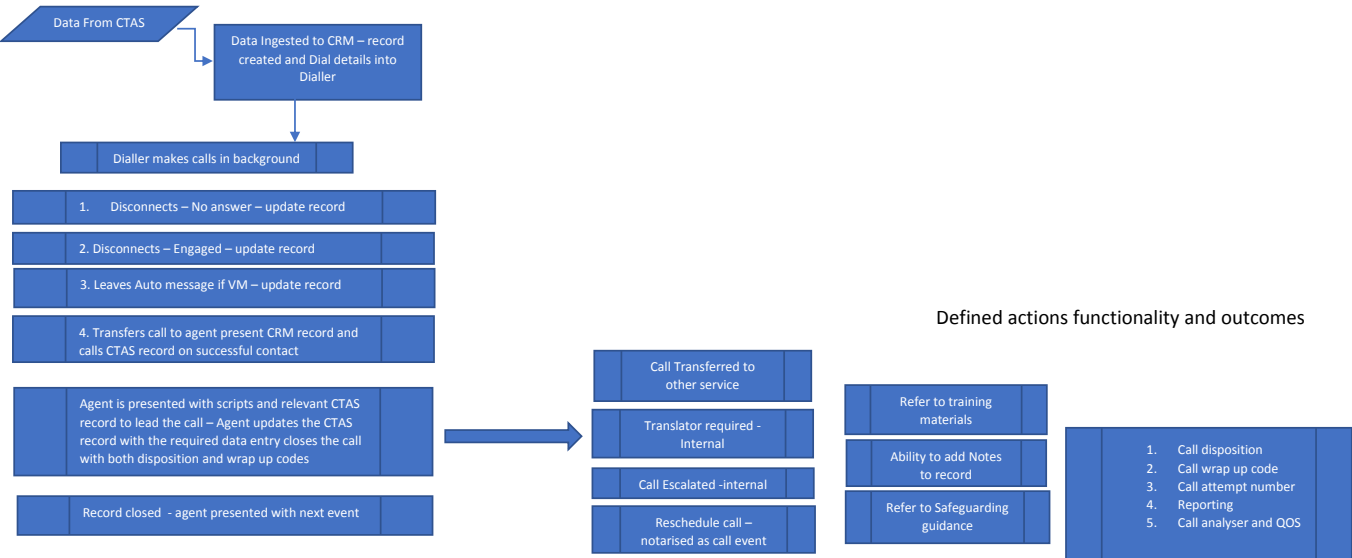 Data From CTAS
Data Ingested to CRM – record
created and Dial details into
Dialler
Dialler makes calls in background
1. Disconnects – No answer – update record
2. Disconnects – Engaged – update record
3. Leaves Auto message if VM – update record
4. Transfers call to agent present CRM record and
calls CTAS record on successful contact
Agent is presented with scripts and relevant CTAS
record to lead the call – Agent updates the CTAS
record with the required data entry closes the call
with both disposition and wrap up codes
Record closed - agent presented with next event
Defined actions functionality and outcomes
Call Transferred to
other service
Translator required -
Internal
Call Escalated -internal
Reschedule call –
notarised as call event
Refer to training
materials
Ability to add Notes
to record
Refer to Safeguarding
guidance
1. Call disposition
2. Call wrap up code
3. Call attempt number
4. Reporting
5. Call analyser and QOS